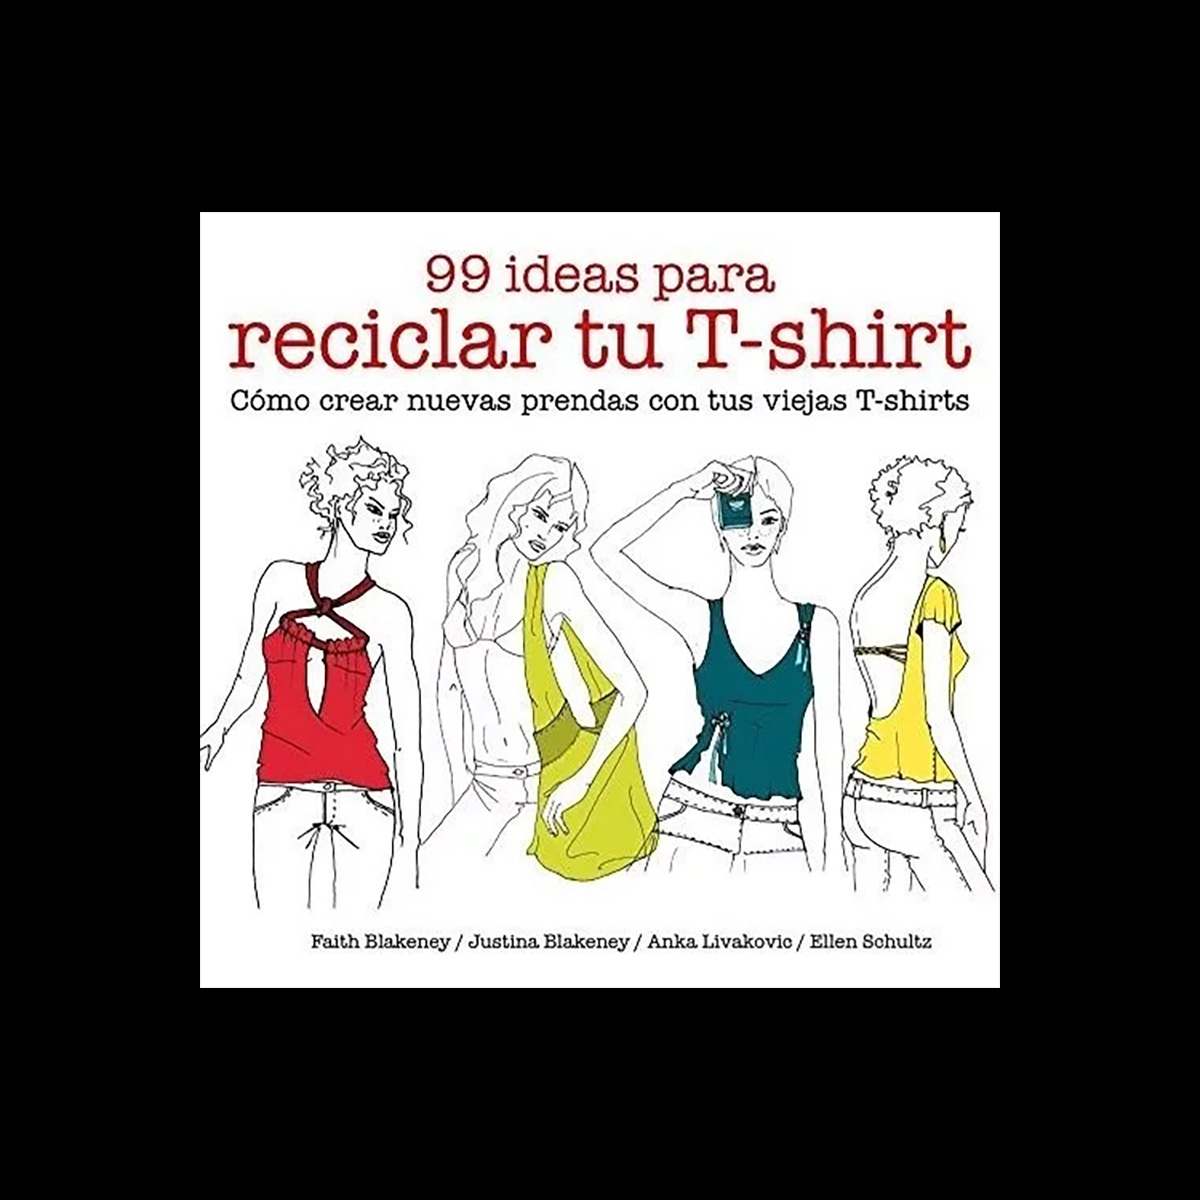 99 ideas para
reciclar tu T-shirt
Cómo crear nuevas prendas con tus viejas T-shirts
Faith Blakeney / Justina Blakeney / Anka Livakovic / Ellen Schultz